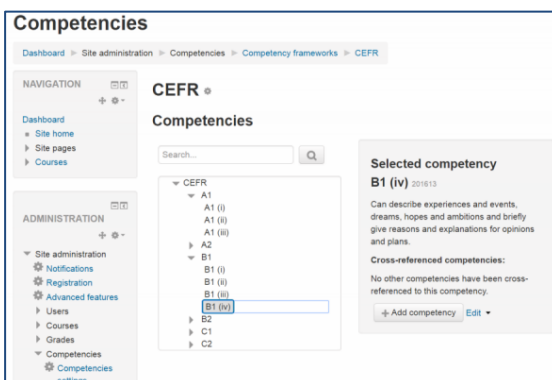 Competencies
Dashboard Site administration Competencies Competency frameworks CEFR
NAVIGATION
Dashboard
Site home
Site pages
Courses
ADMINISTRATION
Site administration
Notifications
Registration
Advanced features
Users
Courses
Grades
Competencies
Competencies
settings
CEFR
Competencies
Search...
CEFR
A1
A1 (i)
A1 (ii)
A1 (iii)
A2
B1
B1 (i)
B1 (ii)
B1 (iii)
B1 (iv)
B2
C1
C2
Selected competency
B1 (iv) 201613
Can describe experiences and events,
dreams, hopes and ambitions and briefly
give reasons and explanations for opinions
and plans.
Cross-referenced competencies:
No other competencies have been cross-
referenced to this competency.
Add competency Edit